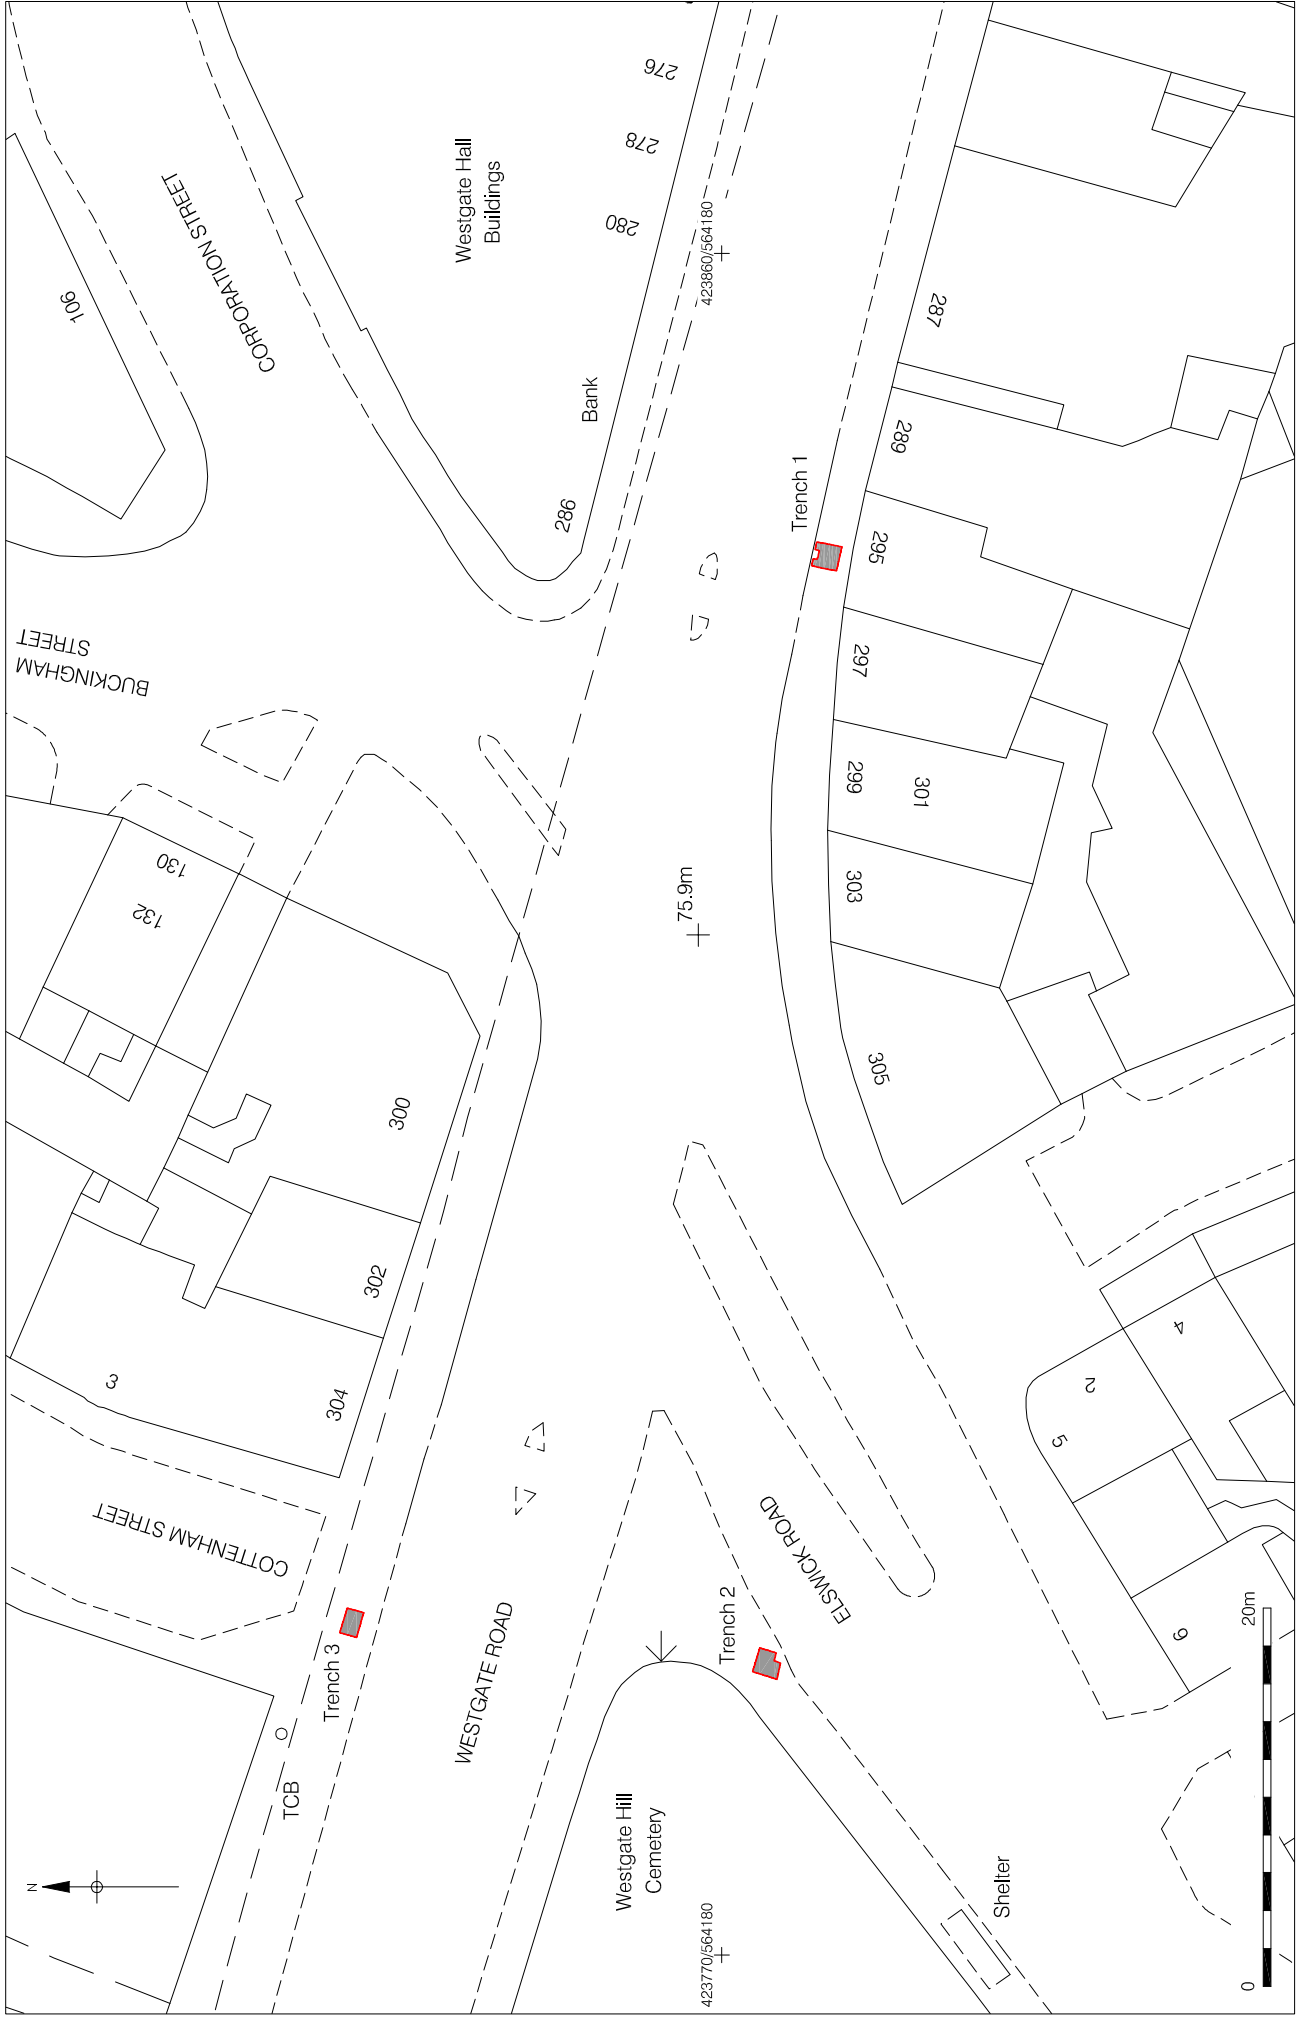 N
TCB
Trench 3
COTTENHAM STREET
3
304
302
300
132
130
BUCKINGHAM
STREET
106
CORPORATION STREET
Westgate Hall
Buildings
276
278
280
Bank
286
WESTGATE ROAD
423770/564180
Westgate Hill
Cemetery
Trench 2
ELSWICK ROAD
75.9m
Trench 1
423860/564180
Shelter
305
303
299
301
297
295
289
287
9
5
2
4
0
20m